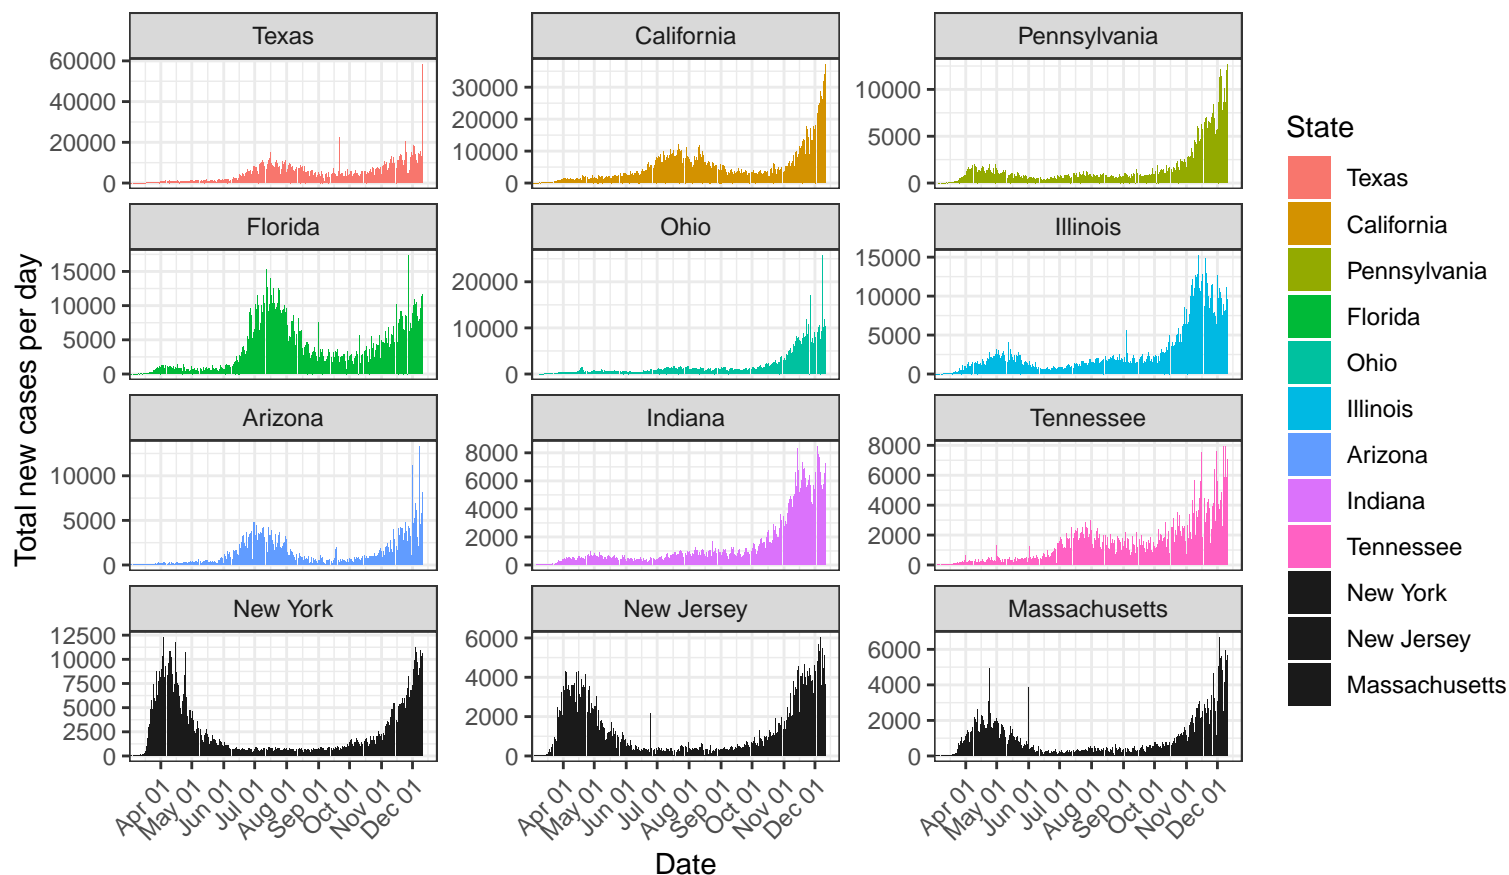 Texas
California
Pennsylvania
60000
40000
20000
0
30000
20000
10000
0
10000
5000
0
Florida
Ohio
Illinois
15000
10000
5000
0
20000
10000
0
15000
10000
5000
0
Arizona
Indiana
Tennessee
10000
5000
0
8000
6000
4000
2000
0
8000
6000
4000
2000
0
New York
New Jersey
Massachusetts
12500
10000
7500
5000
2500
0
6000
4000
2000
0
6000
4000
2000
0
Apr 01
May 01
Jun 01
Jul 01
Aug 01
Sep 01
Oct 01
Nov 01
Dec 01
Apr 01
May 01
Jun 01
Jul 01
Aug 01
Sep 01
Oct 01
Nov 01
Dec 01
Apr 01
May 01
Jun 01
Jul 01
Aug 01
Sep 01
Oct 01
Nov 01
Dec 01
Date
Total new cases per day
State
Texas
California
Pennsylvania
Florida
Ohio
Illinois
Arizona
Indiana
Tennessee
New York
New Jersey
Massachusetts